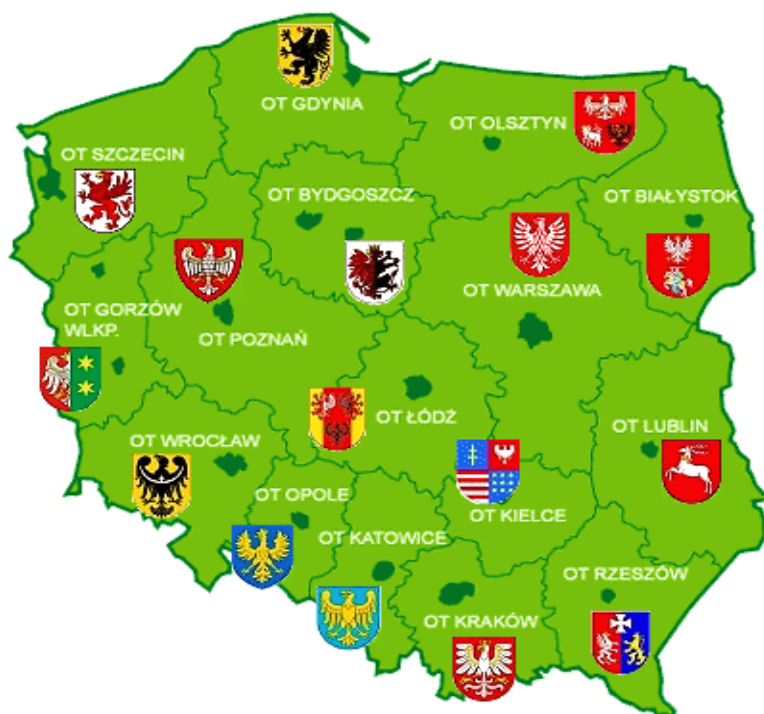 OT GDYNIA
OT OLSZTYN
OT SZCZECIN
OT BYDGOSZCZ
OT BIAŁYSTOK
OT WARSZAWA
OT GORZÓW
WLKP.
OT POZNAŃ
OT ŁÓDŹ
OT LUBLIN
OT WROCŁAW
OT OPOLE
OT KIELCE
OT KATOWICE
OT RZESZÓW
OT KRAKÓW